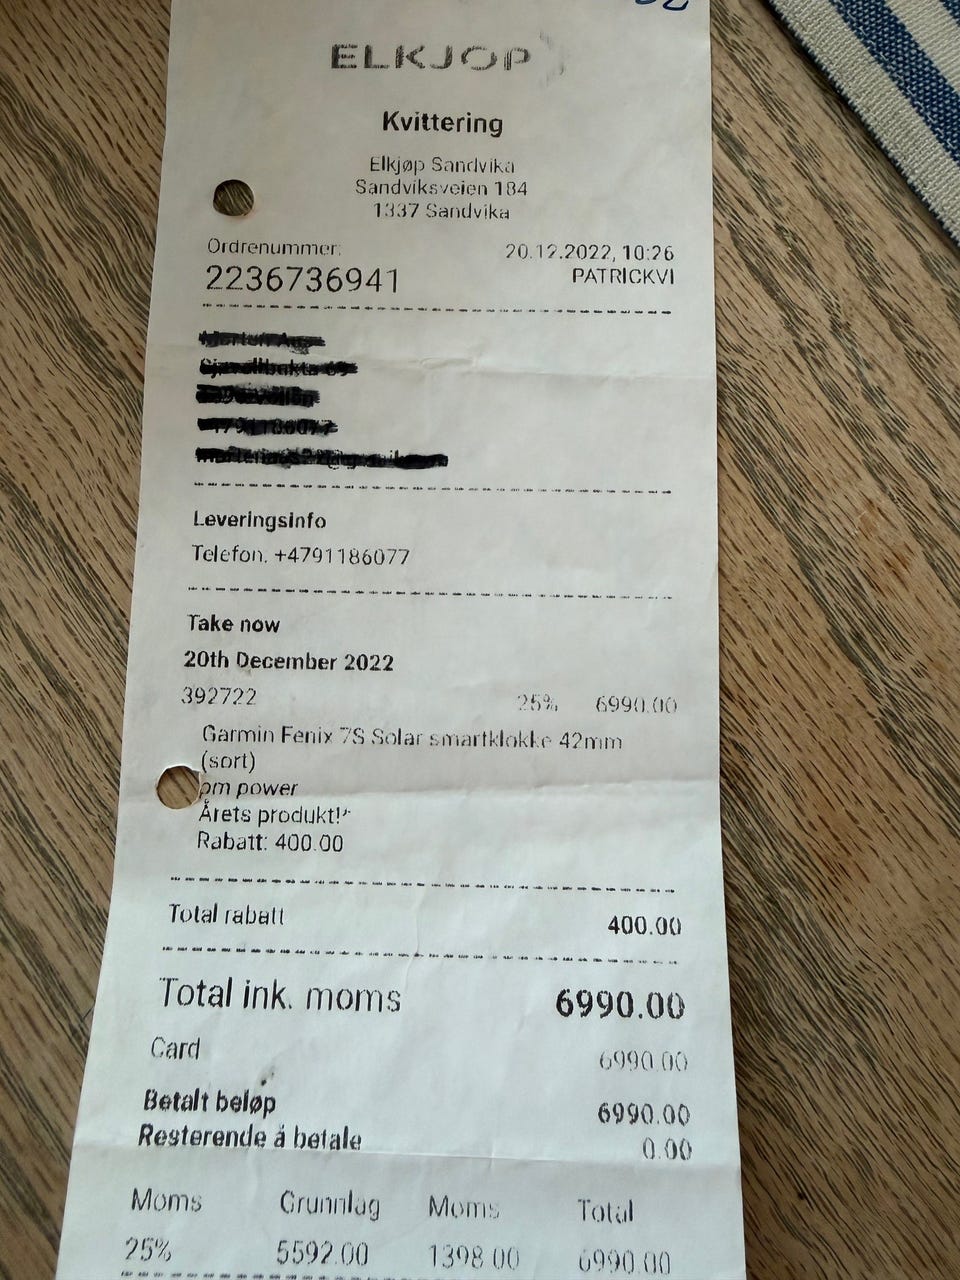 ELKJØP
Kvittering
Elkjøp Sandvika
Sandviksveien 184
1337 Sandvika
Ordrenummer: 20.12.2022, 10:26
2236736941 PATRICKVI
Leveringsinfo
Telefon. +4791186077
Take now
20th December 2022
392722 25% 6990.00
Garmin Fenix 7S Solar smartklokke 42mm
(sort)
pm power
Årets produkt!*
Rabatt: 400.00
Total rabatt 400.00
Total ink. moms 6990.00
Card 6990.00
Betalt beløp 6990.00
Resterende å betale 0.00
Moms Grunnlag Moms Total
25% 5592.00 1398.00 6990.00